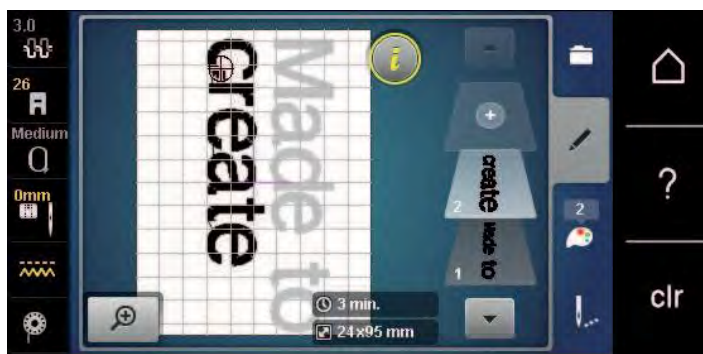 3.0
26
Medium
0mm
Made to
create
i
3 min.
24x95 mm
create
2
Made to
1
2
?
clr